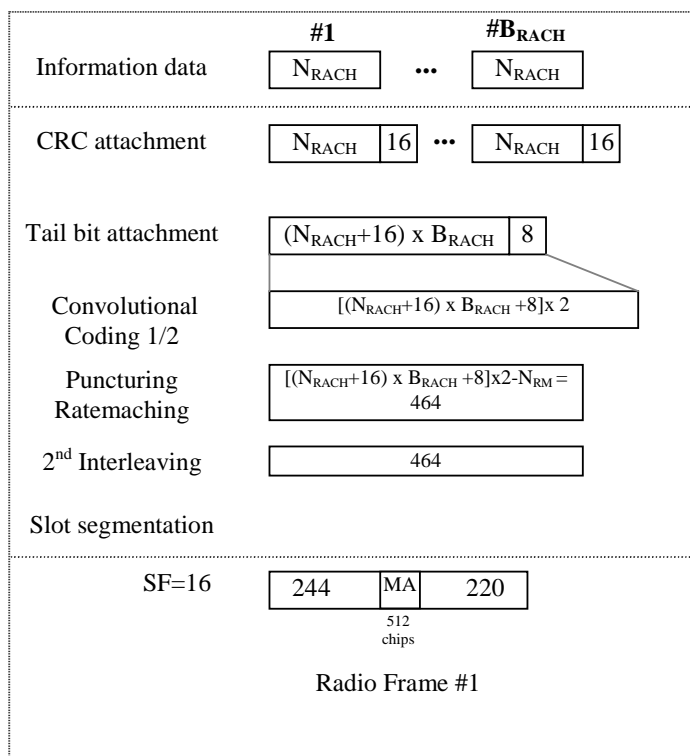 #1 #B_RACH
Information data N_RACH ... N_RACH
CRC attachment N_RACH 16 ... N_RACH 16
Tail bit attachment (N_RACH+16) x B_RACH 8
Convolutional Coding 1/2
[(N_RACH+16) x B_RACH +8]x 2
Puncturing Ratemaching
[(N_RACH+16) x B_RACH +8]x2-N_RM =
464
2nd Interleaving 464
Slot segmentation
SF=16 244 MA 220
512
chips
Radio Frame #1